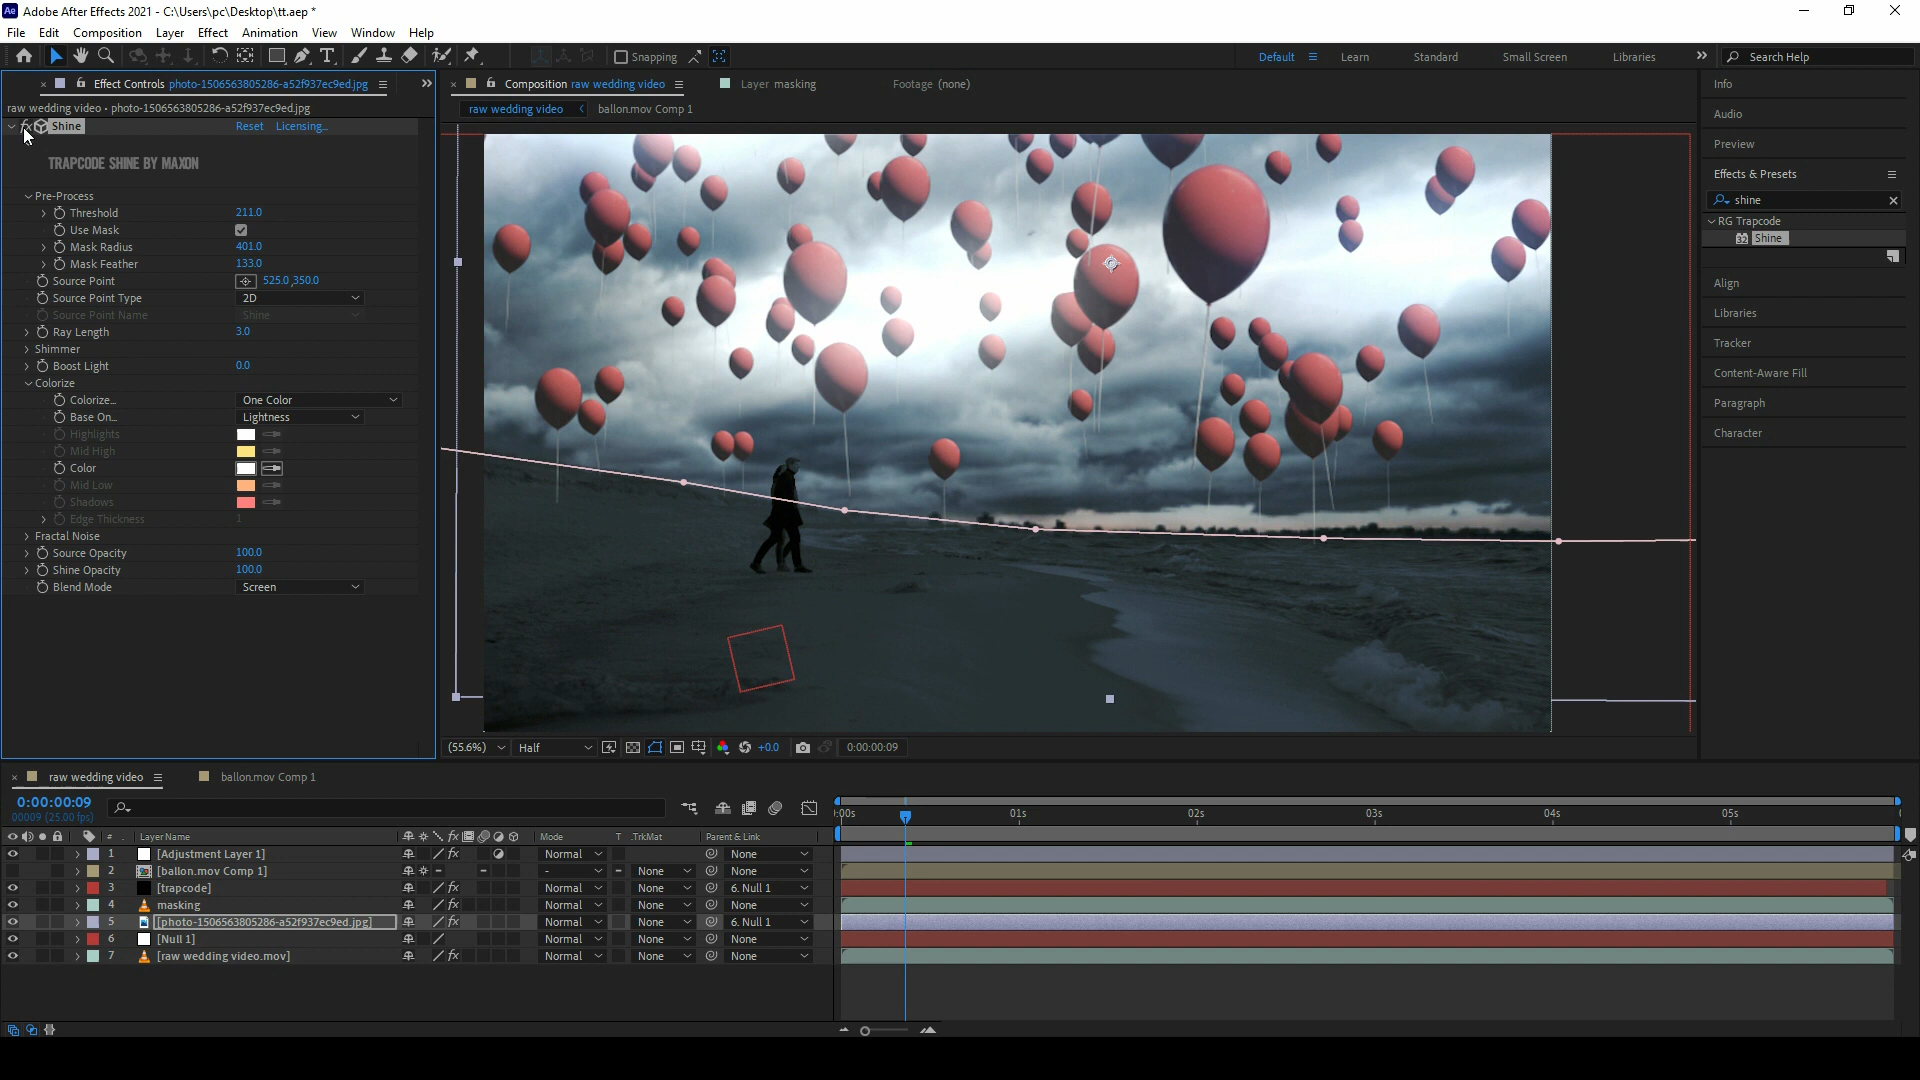 Ae Adobe After Effects 2021 - C:\Users\pc\Desktop\tt.aep *
File Edit Composition Layer Effect Animation View Window Help
Snapping Default Learn Standard Small Screen Libraries Search Help
Effect Controls photo-1506563805286-a52f937ec9ed.jpg
raw wedding video • photo-1506563805286-a52f937ec9ed.jpg
fx Shine Reset Licensing...
TRAPCODE SHINE BY MAXON
Pre-Process
Threshold 211.0
Use Mask
Mask Radius 401.0
Mask Feather 133.0
Source Point 525.0,350.0
Source Point Type 2D
Source Point Name Shine
Ray Length 3.0
Shimmer
Boost Light 0.0
Colorize
Colorize... One Color
Base On... Lightness
Highlights
Mid High
Color
Mid Low
Shadows
Edge Thickness 1
Fractal Noise
Source Opacity 100.0
Shine Opacity 100.0
Blend Mode Screen
Composition raw wedding video Layer masking Footage (none)
raw wedding video ballon.mov Comp 1
(55.6%) Half +0.0 0:00:00:09
Info
Audio
Preview
Effects & Presets
shine
RG Trapcode
32 Shine
Align
Libraries
Tracker
Content-Aware Fill
Paragraph
Character
raw wedding video ballon.mov Comp 1
0:00:00:09
00009 (25.00 fps)
:00s 01s 02s 03s 04s 05s
# Layer Name fx Mode T .TrkMat Parent & Link
1 [Adjustment Layer 1] fx Normal None
2 [ballon.mov Comp 1] - None None
3 [trapcode] fx Normal None 6. Null 1
4 masking fx Normal None None
5 [photo-1506563805286-a52f937ec9ed.jpg] fx Normal None 6. Null 1
6 [Null 1] Normal None None
7 [raw wedding video.mov] fx Normal None None